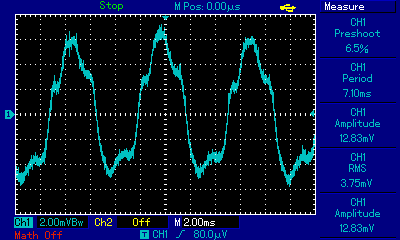 Stop M Pos: 0.00μs Measure
CH1
Preshoot
6.5%
CH1
Period
7.10ms
CH1
Amplitude
12.83mV
CH1
RMS
3.75mV
CH1
Amplitude
12.83mV
1
Ch1 2.00mVBw Ch2 Off M 2.00ms
Math Off T CH1 80.0μV